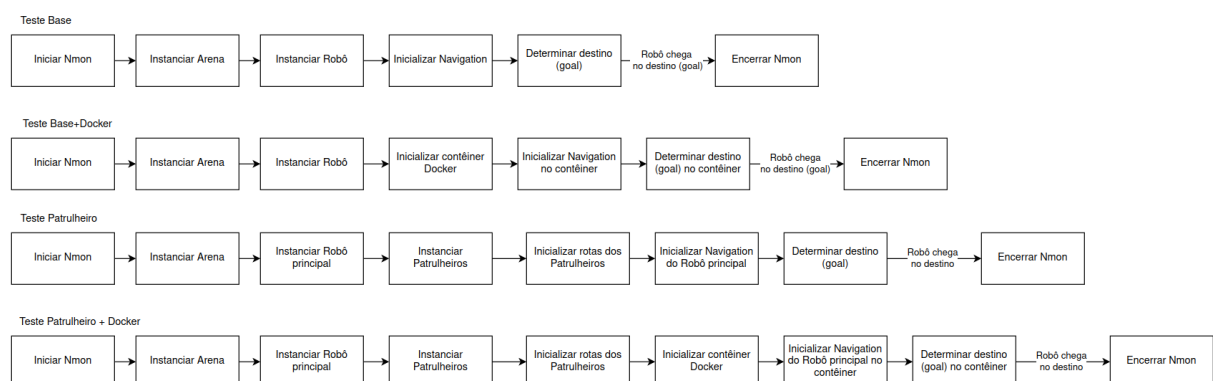 Teste Base
Iniciar Nmon
Instanciar Arena
Instanciar Robô
Inicializar Navigation
Determinar destino
(goal)
Robô chega
no destino (goal)
Encerrar Nmon
Teste Base+Docker
Iniciar Nmon
Instanciar Arena
Instanciar Robô
Inicializar contêiner
Docker
Inicializar Navigation
no contêiner
Determinar destino
(goal) no contêiner
Robô chega
no destino (goal)
Encerrar Nmon
Teste Patrulheiro
Iniciar Nmon
Instanciar Arena
Instanciar Robô
principal
Instanciar
Patrulheiros
Inicializar rotas dos
Patrulheiros
Inicializar Navigation
do Robô principal
Determinar destino
(goal)
Robô chega
no destino
Encerrar Nmon
Teste Patrulheiro + Docker
Iniciar Nmon
Instanciar Arena
Instanciar Robô
principal
Instanciar
Patrulheiros
Inicializar rotas dos
Patrulheiros
Inicializar contêiner
Docker
Inicializar Navigation
do Robô principal no
contêiner
Determinar destino
(goal) no contêiner
Robô chega
no destino
Encerrar Nmon